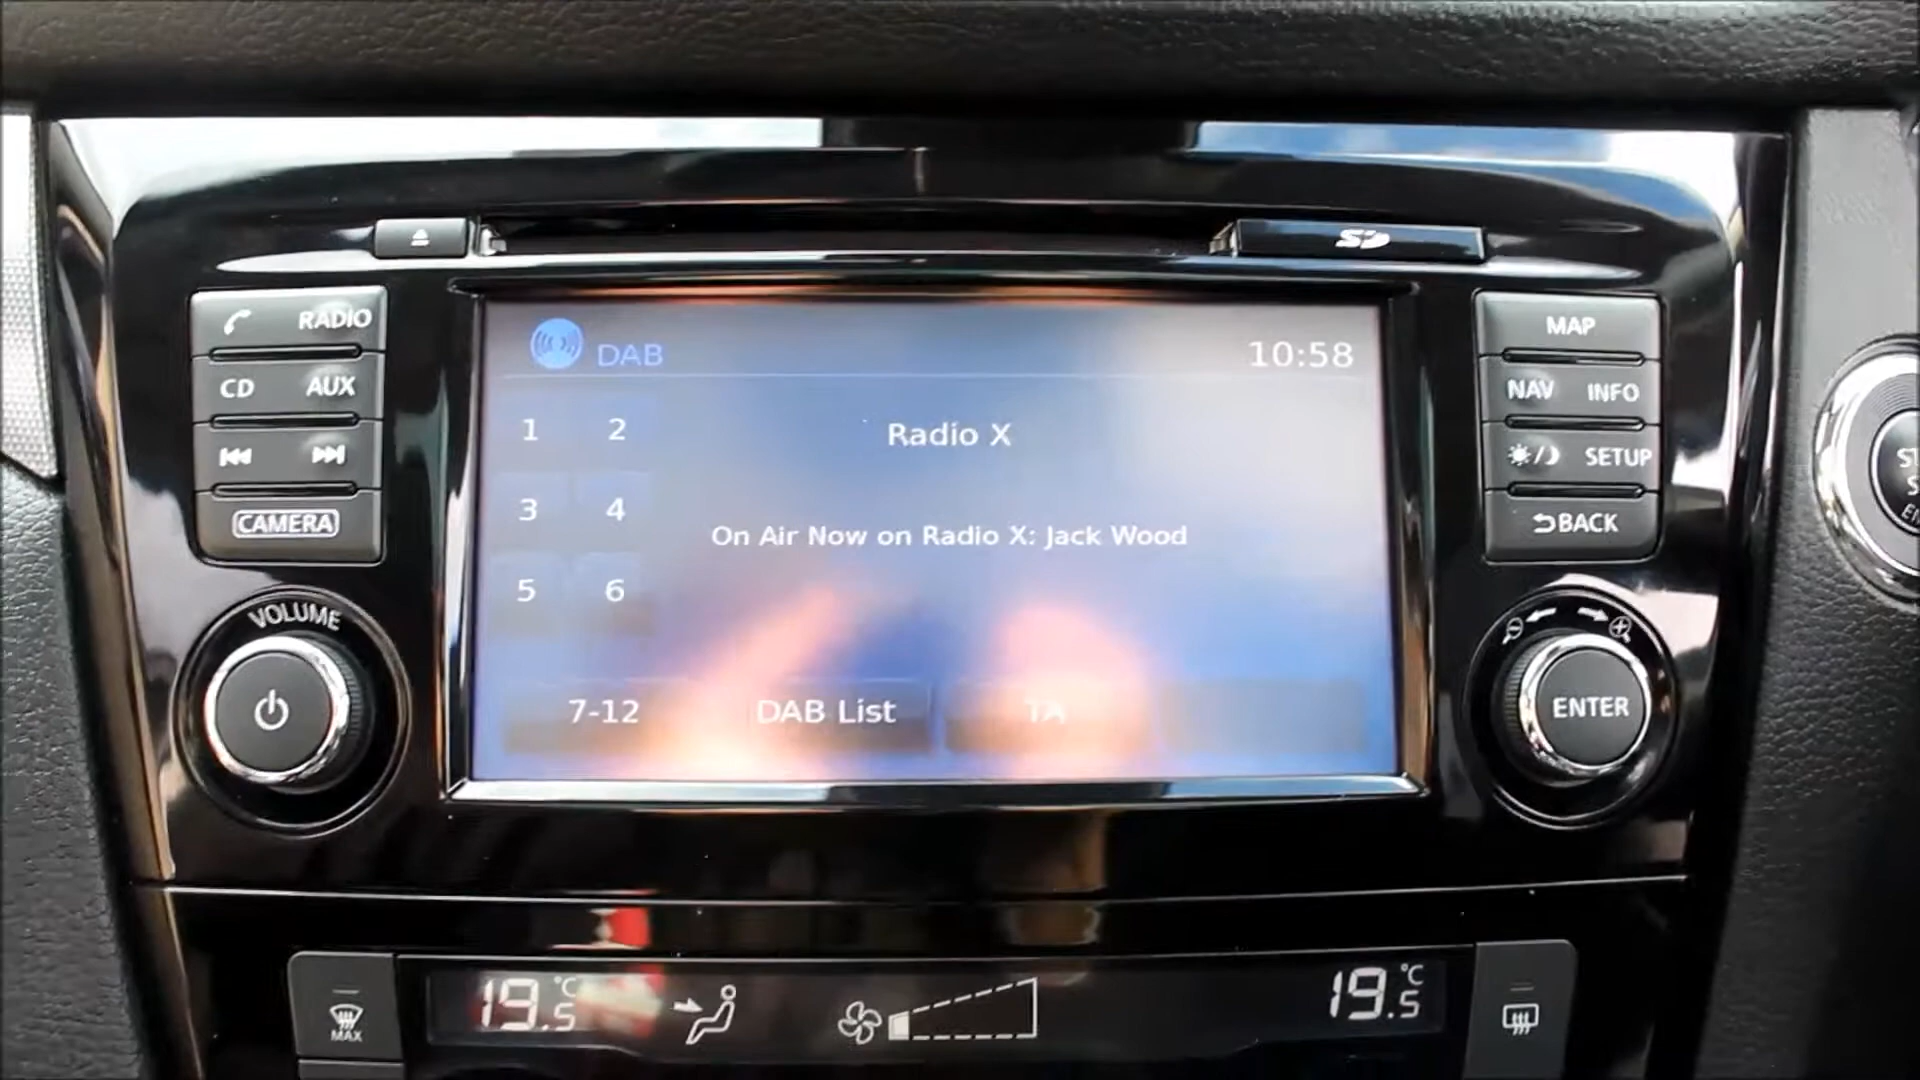 SD
RADIO
CD AUX
CAMERA
VOLUME
DAB
10:58
1 2
Radio X
3 4
On Air Now on Radio X: Jack Wood
5 6
7-12
DAB List
TA
MAP
NAV INFO
SETUP
BACK
ENTER
19.5°C
19.5°C
MAX